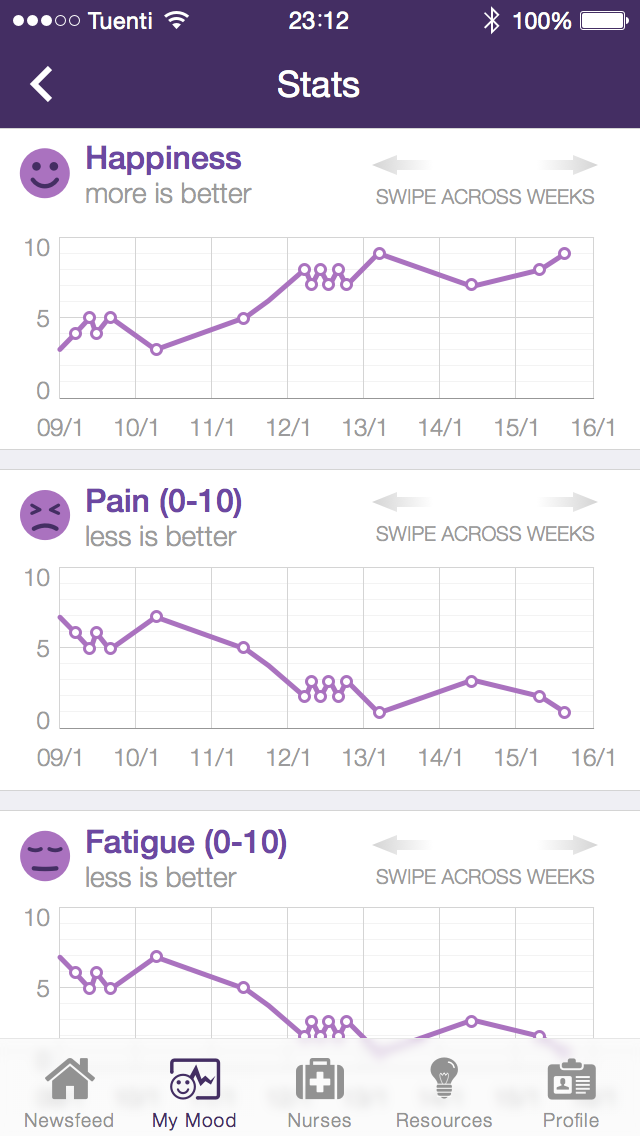 Tuenti 23:12 100%
Stats
Happiness
more is better
SWIPE ACROSS WEEKS
10
5
0
09/1 10/1 11/1 12/1 13/1 14/1 15/1 16/1
Pain (0-10)
less is better
SWIPE ACROSS WEEKS
10
5
0
09/1 10/1 11/1 12/1 13/1 14/1 15/1 16/1
Fatigue (0-10)
less is better
SWIPE ACROSS WEEKS
10
5
Newsfeed My Mood Nurses Resources Profile